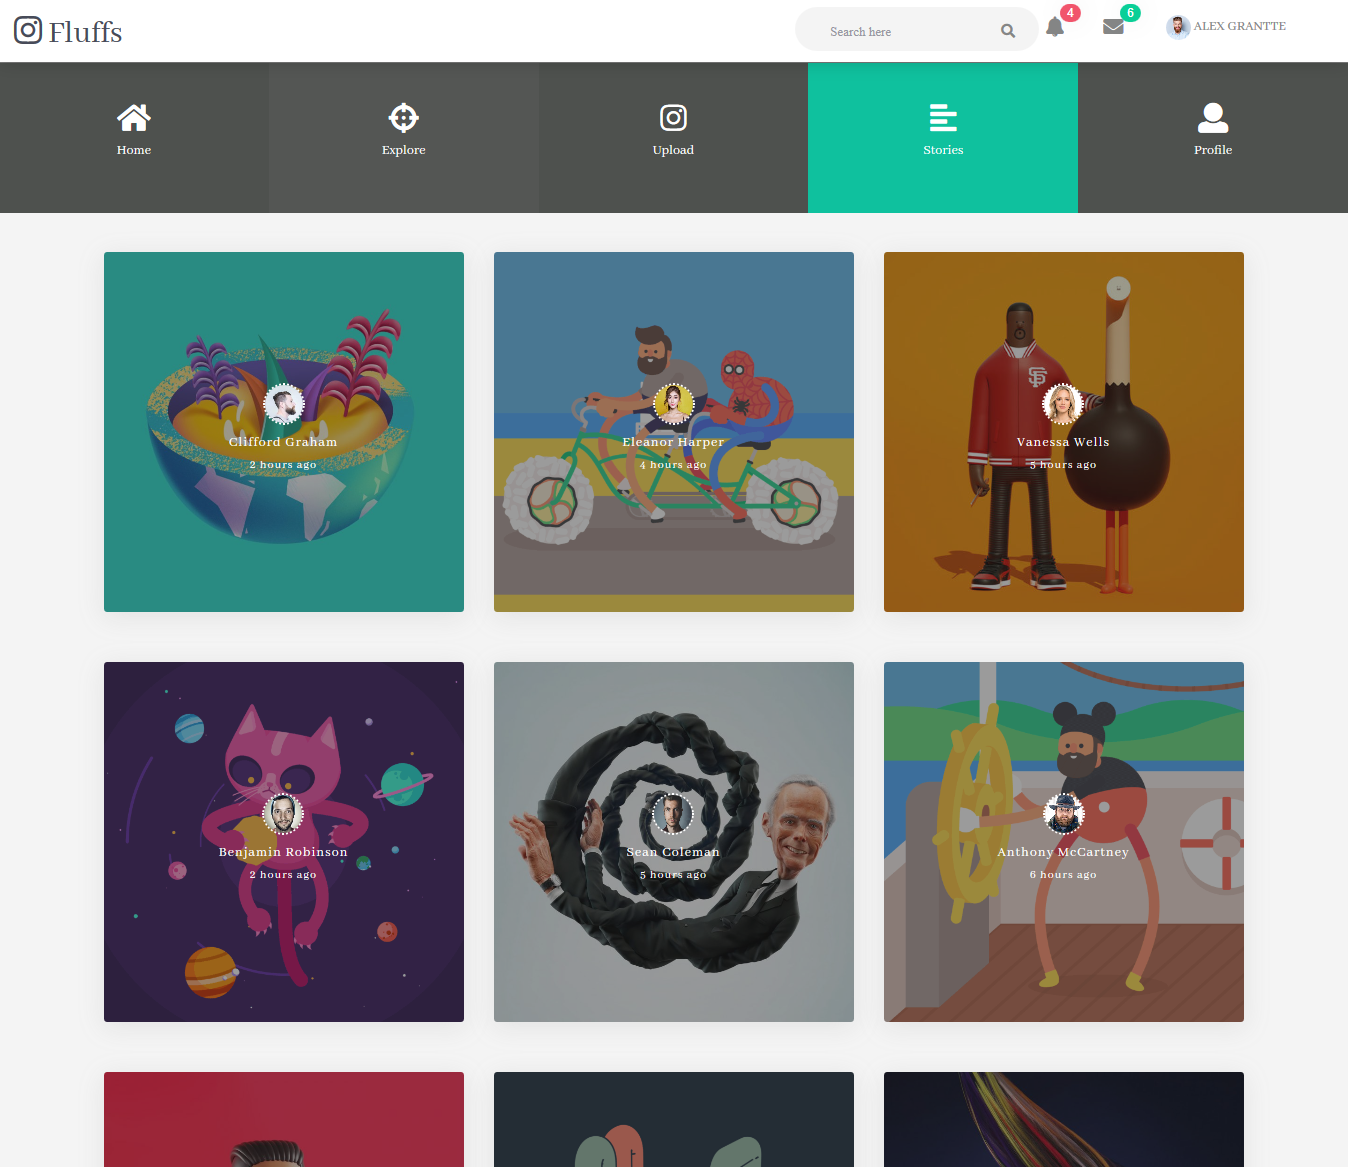 Fluffs
Search here
4
6
ALEX GRANTTE
Home
Explore
Upload
Stories
Profile
Clifford Graham
2 hours ago
Eleanor Harper
4 hours ago
Vanessa Wells
5 hours ago
SF
Benjamin Robinson
2 hours ago
Sean Coleman
5 hours ago
Anthony McCartney
6 hours ago